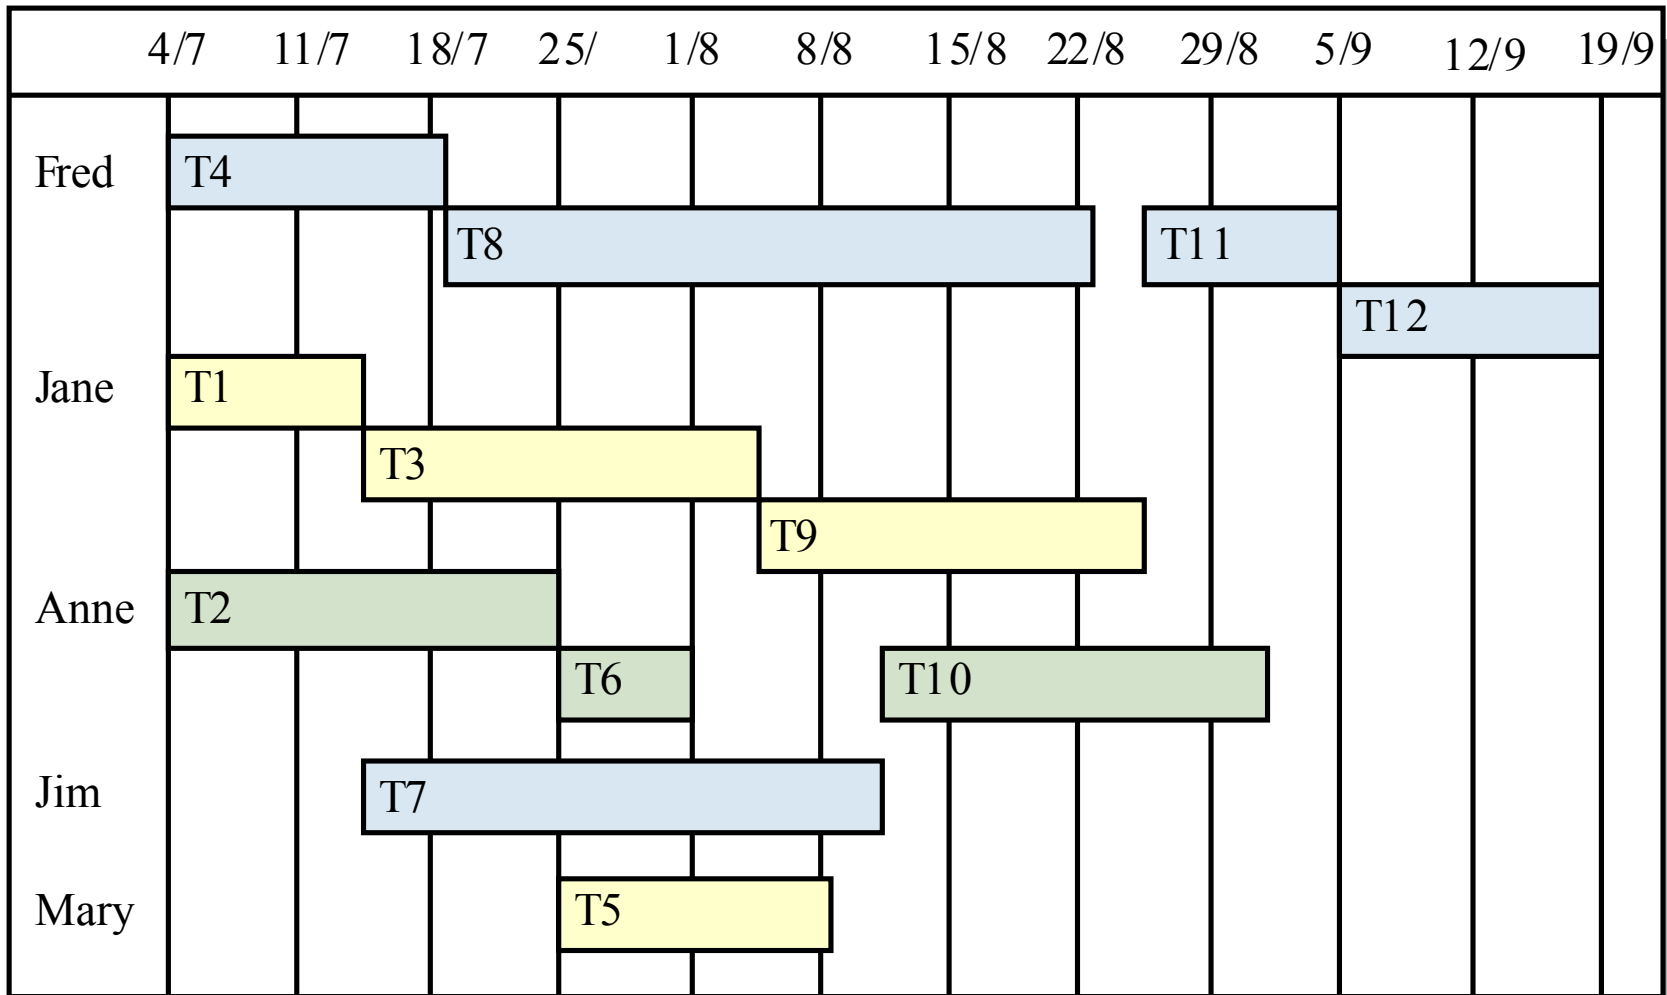 4/7 11/7 18/7 25/ 1/8 8/8 15/8 22/8 29/8 5/9 12/9 19/9
Fred T4
T8 T11
T12
Jane T1
T3
T9
Anne T2
T6 T10
Jim T7
Mary T5